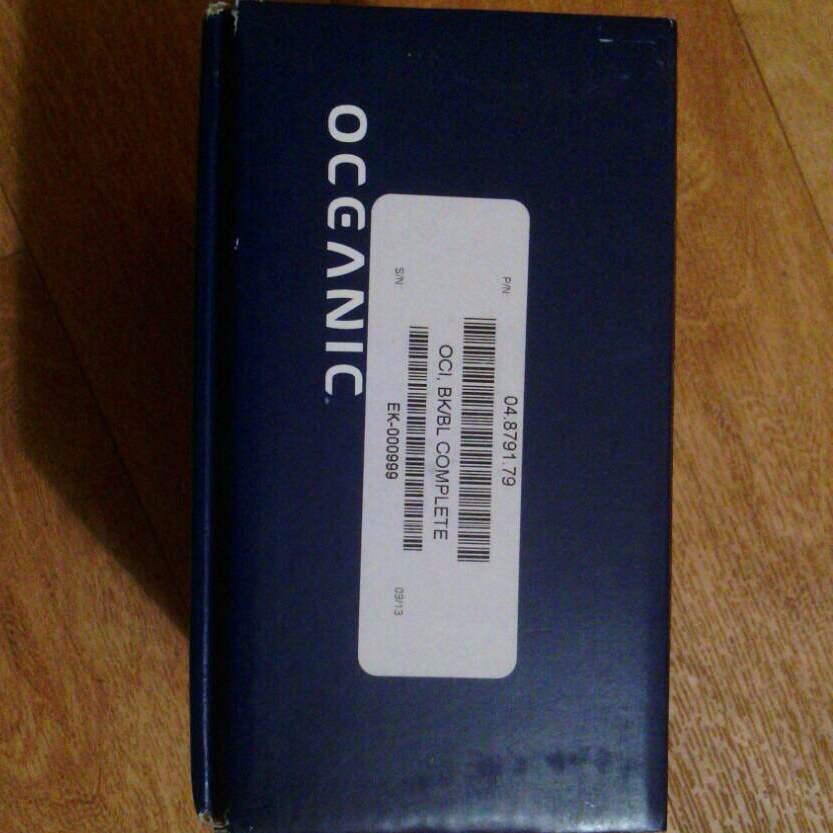 OCEANIC
P/N
04.8791.79
OCI, BK/BL COMPLETE
S/N
EK-000999
09/13